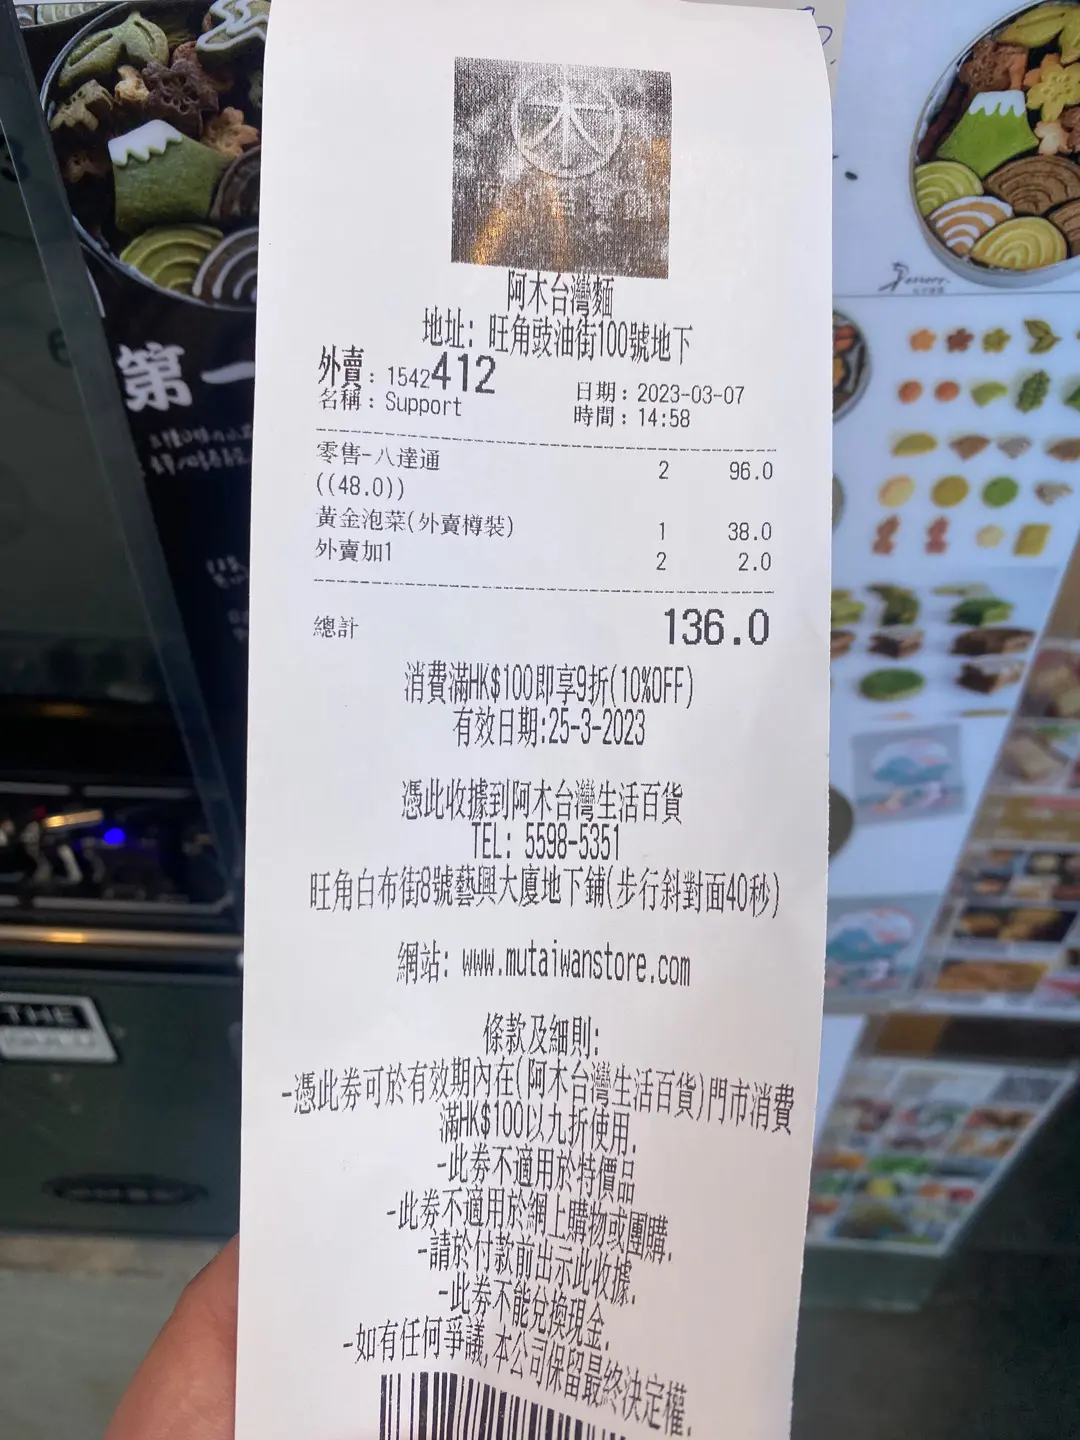 木
阿木台灣麵
地址: 旺角豉油街100號地下
外賣: 1542412
日期: 2023-03-07
名稱: Support
時間: 14:58
零售-八達通 2 96.0
((48.0))
黃金泡菜(外賣樽裝) 1 38.0
外賣加1 2 2.0
總計 136.0
消費滿HK$100即享9折(10%OFF)
有效日期:25-3-2023
憑此收據到阿木台灣生活百貨
TEL: 5598-5351
旺角白布街8號藝興大廈地下鋪(步行斜對面40秒)
網站: www.mutaiwanstore.com
條款及細則:
-憑此券可於有效期內在(阿木台灣生活百貨)門市消費
滿HK$100以九折使用.
-此券不適用於特價品
-此券不適用於網上購物或團購.
-請於付款前出示此收據.
-此券不能兌換現金.
-如有任何爭議,本公司保留最終決定權.
第一
THE